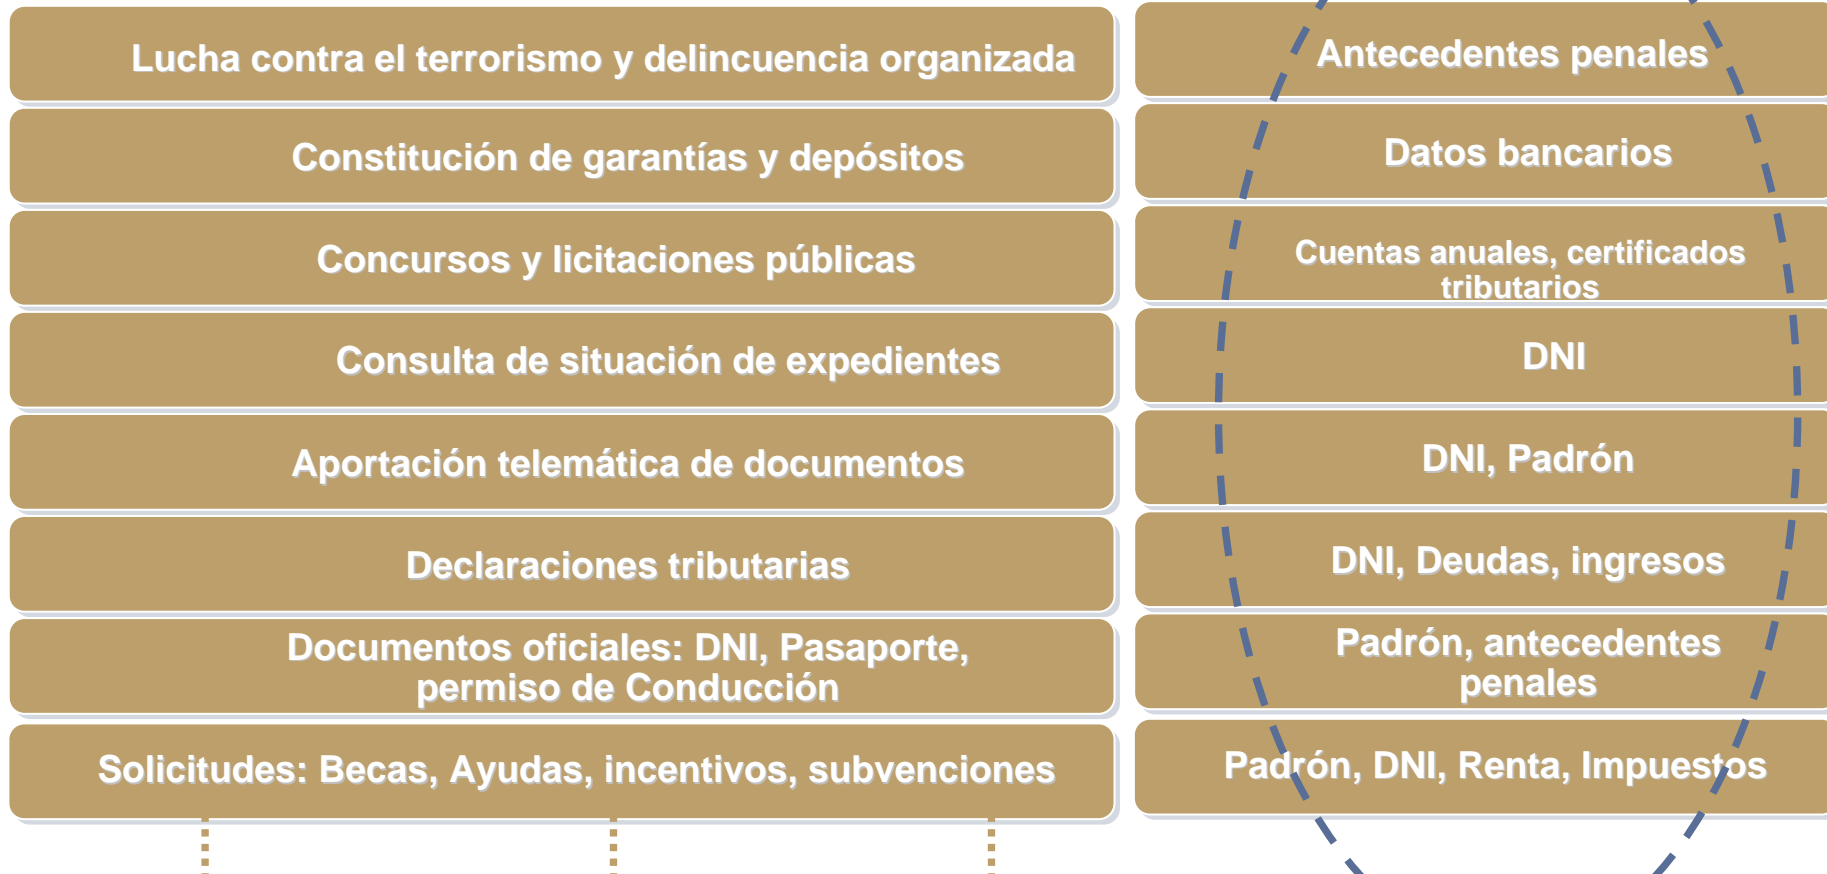 Lucha contra el terrorismo y delincuencia organizada
Antecedentes penales
Constitución de garantías y depósitos
Datos bancarios
Concursos y licitaciones públicas
Cuentas anuales, certificados
tributarios
Consulta de situación de expedientes
DNI
Aportación telemática de documentos
DNI, Padrón
Declaraciones tributarias
DNI, Deudas, ingresos
Documentos oficiales: DNI, Pasaporte,
permiso de Conducción
Padrón, antecedentes
penales
Solicitudes: Becas, Ayudas, incentivos, subvenciones
Padrón, DNI, Renta, Impuestos